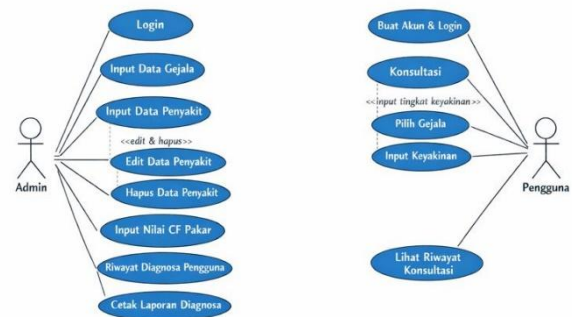 Login
Input Data Gejala
Input Data Penyakit
<<edit & hapus>>
Edit Data Penyakit
Hapus Data Penyakit
Input Nilai CF Pakar
Riwayat Diagnosa Pengguna
Cetak Laporan Diagnosa
Admin
Buat Akun & Login
Konsultasi
<<input tingkat keyakinan>>
Pilih Gejala
Input Keyakinan
Lihat Riwayat
Konsultasi
Pengguna